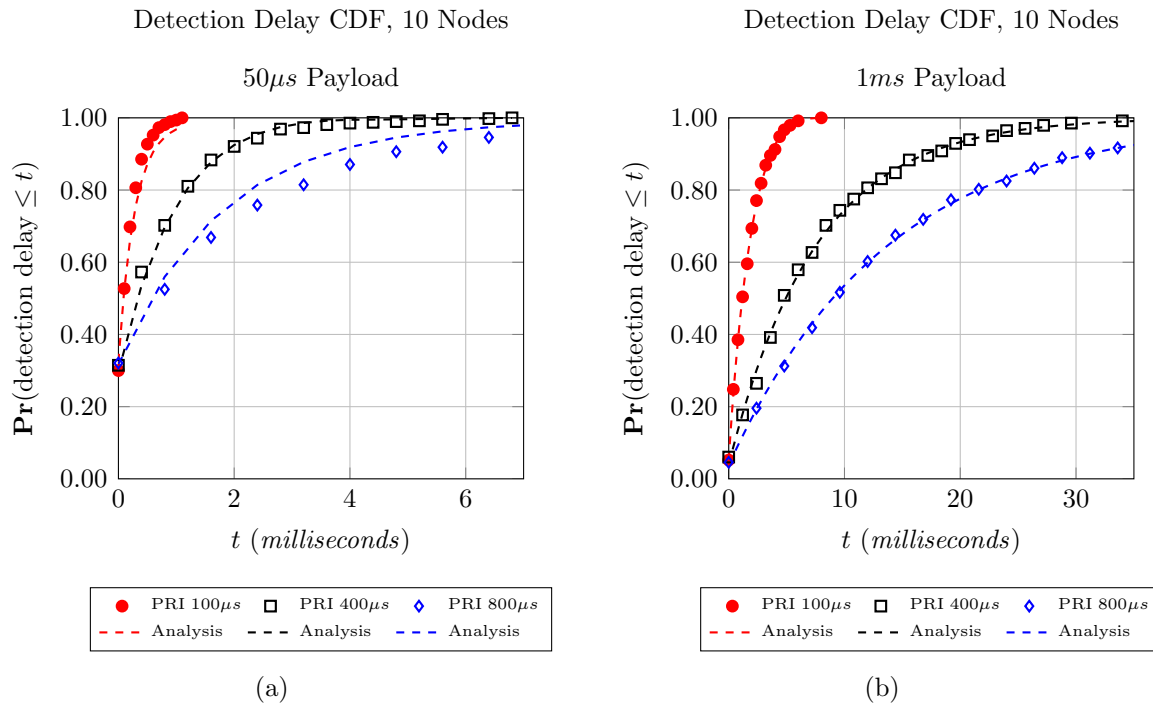 Detection Delay CDF, 10 Nodes
50μs Payload
1.00
0.80
0.60
0.40
0.20
0.00
Pr(detection delay ≤ t)
0 2 4 6
t (milliseconds)
PRI 100μs PRI 400μs PRI 800μs
Analysis Analysis Analysis
(a)
Detection Delay CDF, 10 Nodes
1ms Payload
1.00
0.80
0.60
0.40
0.20
0.00
Pr(detection delay ≤ t)
0 10 20 30
t (milliseconds)
PRI 100μs PRI 400μs PRI 800μs
Analysis Analysis Analysis
(b)